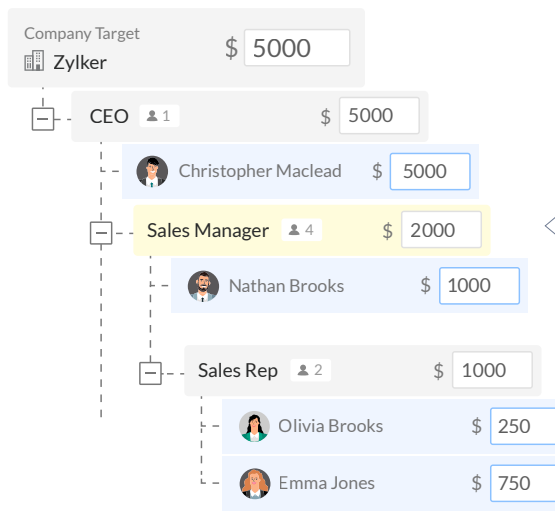 Company Target
Zylker $ 5000
CEO 1 $ 5000
Christopher Maclead $ 5000
Sales Manager 4 $ 2000
Nathan Brooks $ 1000
Sales Rep 2 $ 1000
Olivia Brooks $ 250
Emma Jones $ 750